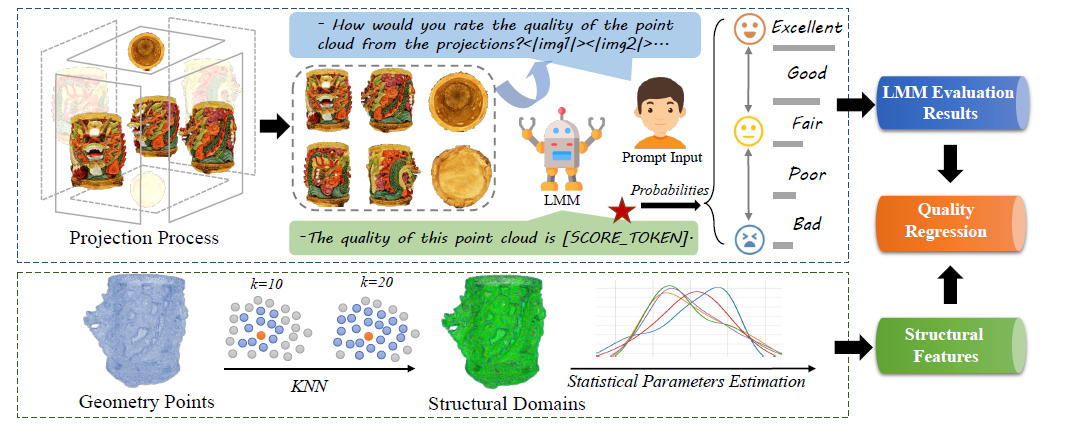 - How would you rate the quality of the point
cloud from the projections?<|img1|><|img2|>...
Projection Process
LMM
Prompt Input
Probabilities
-The quality of this point cloud is [SCORE_TOKEN].
Excellent
Good
Fair
Poor
Bad
LMM Evaluation
Results
Quality
Regression
Structural
Features
k=10
k=20
KNN
Geometry Points
Structural Domains
Statistical Parameters Estimation